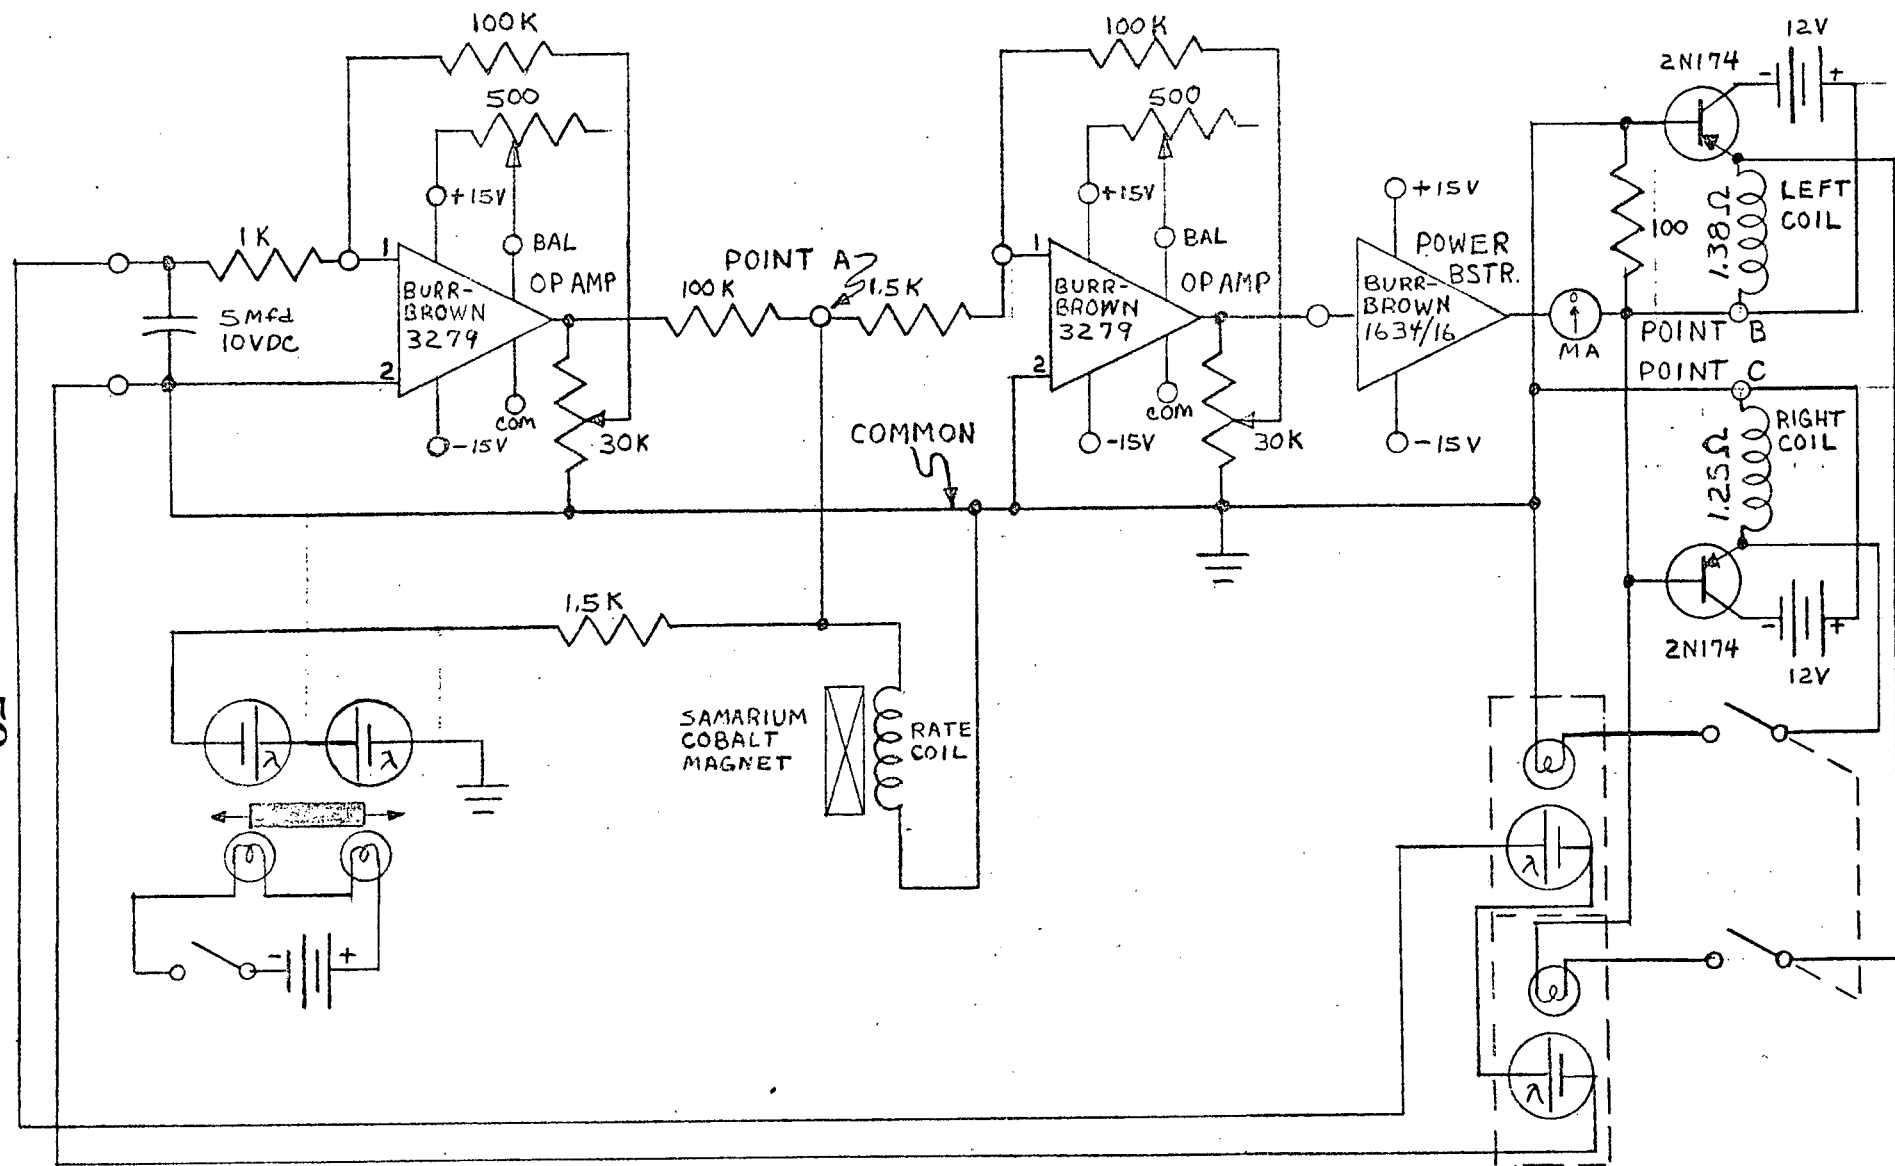 100K
100K
12V
2N174
-
+
500
500
+15V
+15V
+15V
LEFT
COIL
1.38Ω
100
1K
1
BAL
1
BAL
POWER
BSTR.
POINT A
OP AMP
OP AMP
100K
1.5K
BURR-
BROWN
3279
BURR-
BROWN
3279
BURR-
BROWN
1634/16
5 Mfd
10VDC
0
MA
POINT B
POINT C
2
2
COM
COM
-15V
-15V
-15V
30K
30K
COMMON
RIGHT
COIL
1.25Ω
1.5K
2N174
-
+
12V
SAMARIUM
COBALT
MAGNET
RATE
COIL
λ
λ
λ
-
+
λ